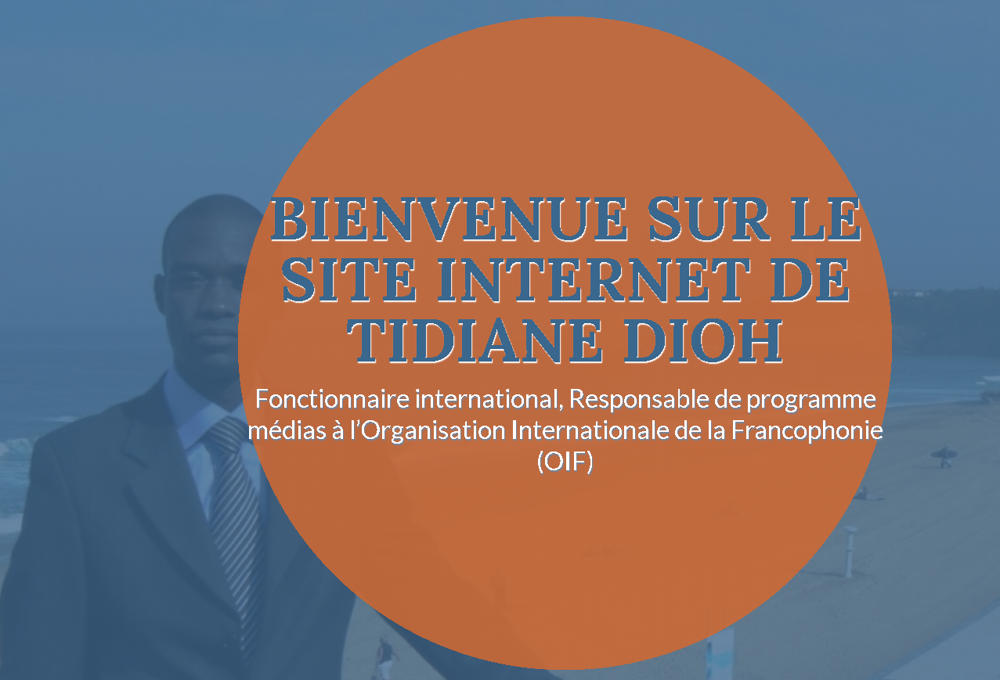 BIENVENUE SUR LE
SITE INTERNET DE
TIDIANE DIOH
Fonctionnaire international, Responsable de programme
médias à l’Organisation Internationale de la Francophonie
(OIF)